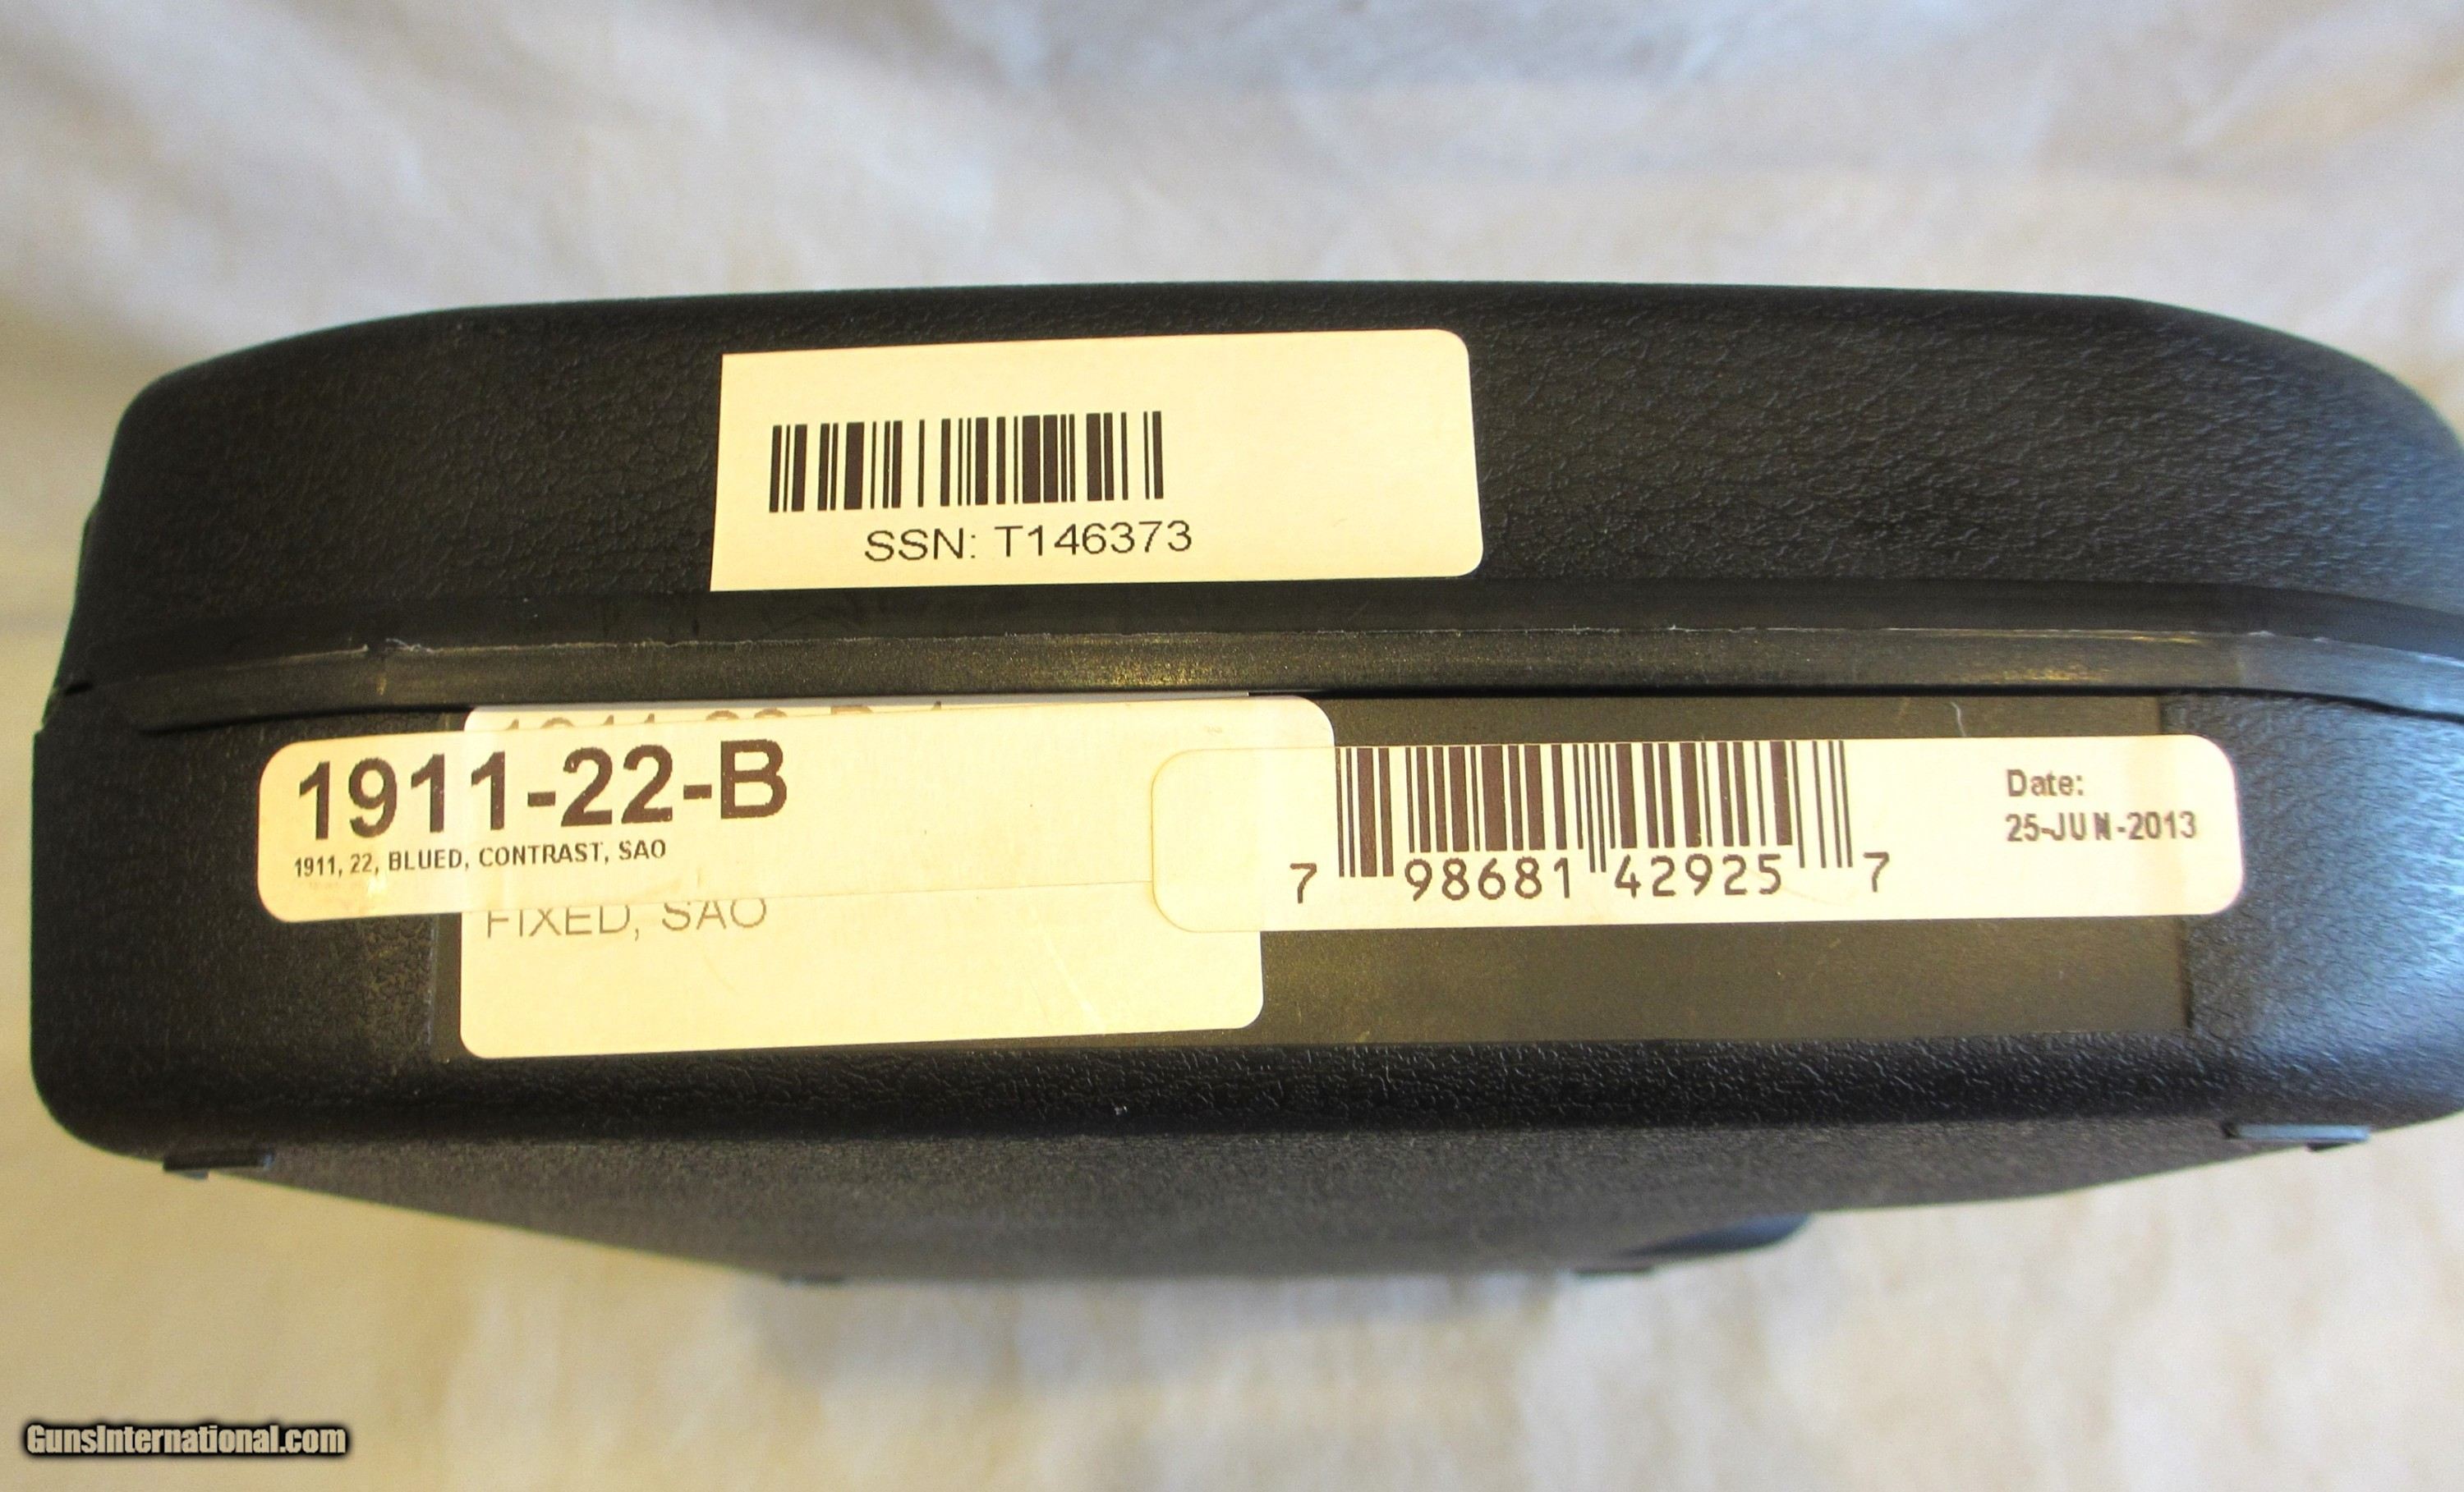 SSN: T146373
1911-22-B
1911, 22, BLUED, CONTRAST, SAO
FIXED, SAO
7 98681 42925 7
Date:
25-JUN-2013
GunsInternational.com